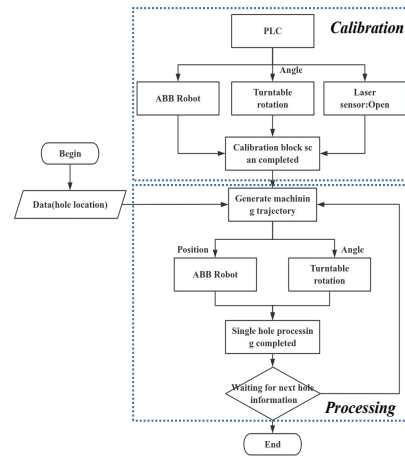 Calibration
PLC
Angle
ABB Robot
Turntable
rotation
Laser
sensor:Open
Calibration block sc
an completed
Begin
Data(hole location)
Generate machinin
g trajectory
Position
Angle
ABB Robot
Turntable
rotation
Single hole processin
g completed
Waiting for next hole
information
Processing
End